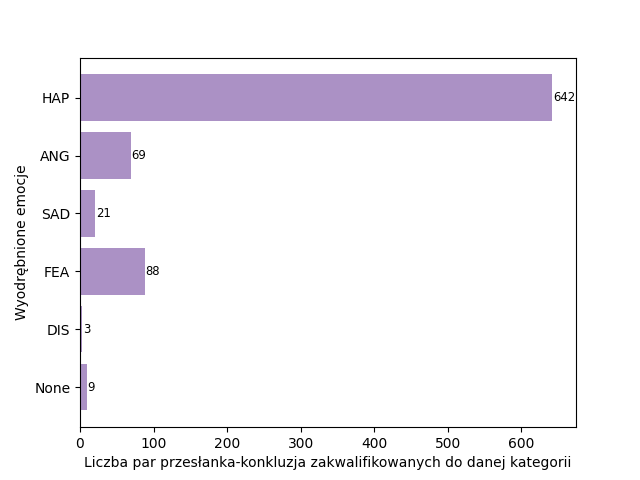 HAP
642
ANG
69
SAD
21
FEA
88
DIS
3
None
9
0 100 200 300 400 500 600
Liczba par przesłanka-konkluzja zakwalifikowanych do danej kategorii
Wyodrębnione emocje